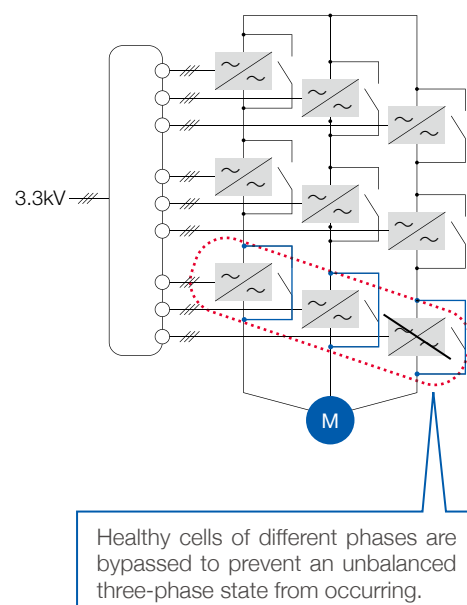 3.3kV
M
Healthy cells of different phases are
bypassed to prevent an unbalanced
three-phase state from occurring.